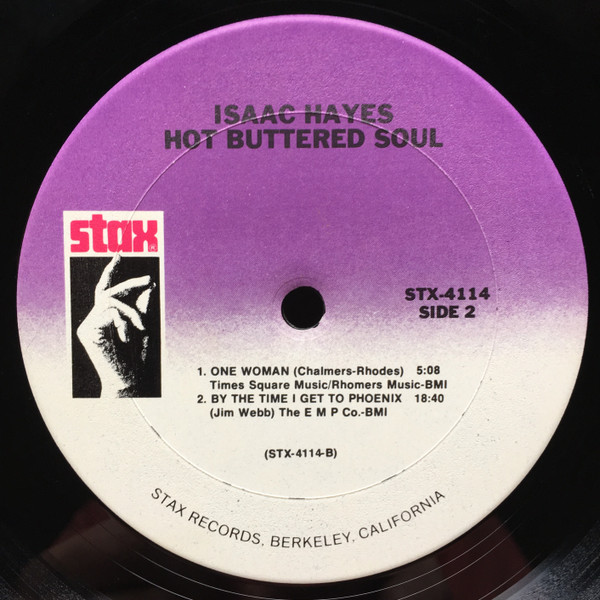 ISAAC HAYES
HOT BUTTERED SOUL
stax
STX-4114
SIDE 2
1. ONE WOMAN (Chalmers-Rhodes) 5:08
Times Square Music/Rhomers Music-BMI
2. BY THE TIME I GET TO PHOENIX 18:40
(Jim Webb) The E M P Co.-BMI
(STX-4114-B)
STAX RECORDS, BERKELEY, CALIFORNIA